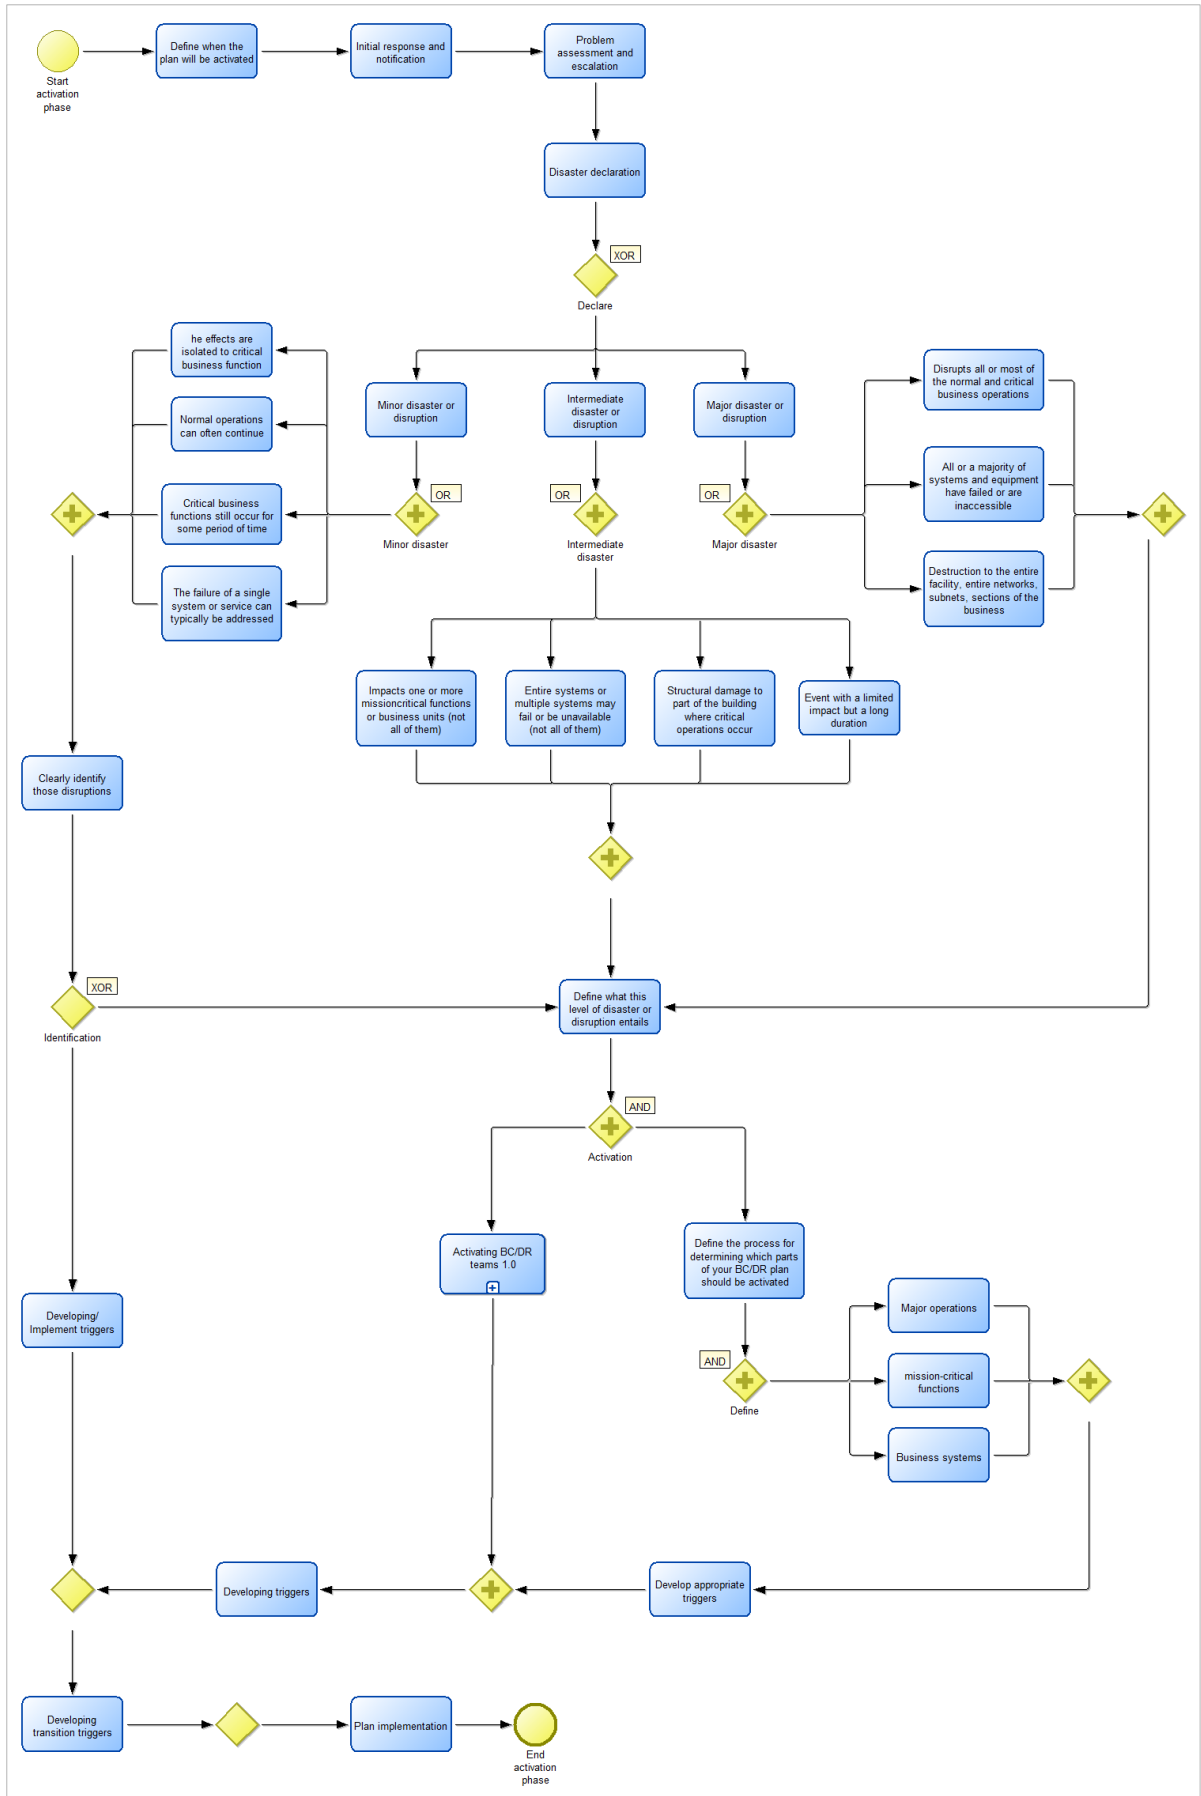 Start
activation
phase
Define when the
plan will be activated
Initial response and
notification
Problem
assessment and
escalation
Disaster declaration
XOR
Declare
he effects are
isolated to critical
business function
Normal operations
can often continue
Critical business
functions still occur for
some period of time
The failure of a single
system or service can
typically be addressed
Minor disaster or
disruption
Intermediate
disaster or
disruption
Major disaster or
disruption
OR
Minor disaster
OR
Intermediate
disaster
OR
Major disaster
Disrupts all or most of
the normal and critical
business operations
All or a majority of
systems and equipment
have failed or are
inaccessible
Destruction to the entire
facility, entire networks,
subnets, sections of the
business
Impacts one or more
missioncritical functions
or business units (not
all of them)
Entire systems or
multiple systems may
fail or be unavailable
(not all of them)
Structural damage to
part of the building
where critical
operations occur
Event with a limited
impact but a long
duration
Clearly identify
those disruptions
XOR
Identification
Define what this
level of disaster or
disruption entails
AND
Activation
Activating BC/DR
teams 1.0
Define the process for
determining which parts
of your BC/DR plan
should be activated
AND
Define
Major operations
mission-critical
functions
Business systems
Developing/
Implement triggers
Developing triggers
Develop appropriate
triggers
Developing
transition triggers
Plan implementation
End
activation
phase